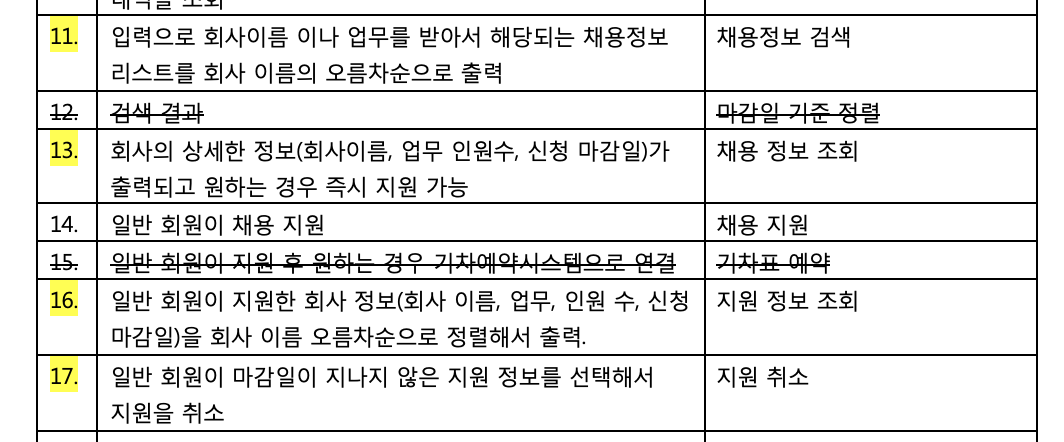 내역을 조회
11. 입력으로 회사이름 이나 업무를 받아서 해당되는 채용정보 채용정보 검색
리스트를 회사 이름의 오름차순으로 출력
12. 검색 결과 마감일 기준 정렬
13. 회사의 상세한 정보(회사이름, 업무 인원수, 신청 마감일)가 채용 정보 조회
출력되고 원하는 경우 즉시 지원 가능
14. 일반 회원이 채용 지원 채용 지원
15. 일반 회원이 지원 후 원하는 경우 기차예약시스템으로 연결 기차표 예약
16. 일반 회원이 지원한 회사 정보(회사 이름, 업무, 인원 수, 신청 지원 정보 조회
마감일)을 회사 이름 오름차순으로 정렬해서 출력.
17. 일반 회원이 마감일이 지나지 않은 지원 정보를 선택해서 지원 취소
지원을 취소